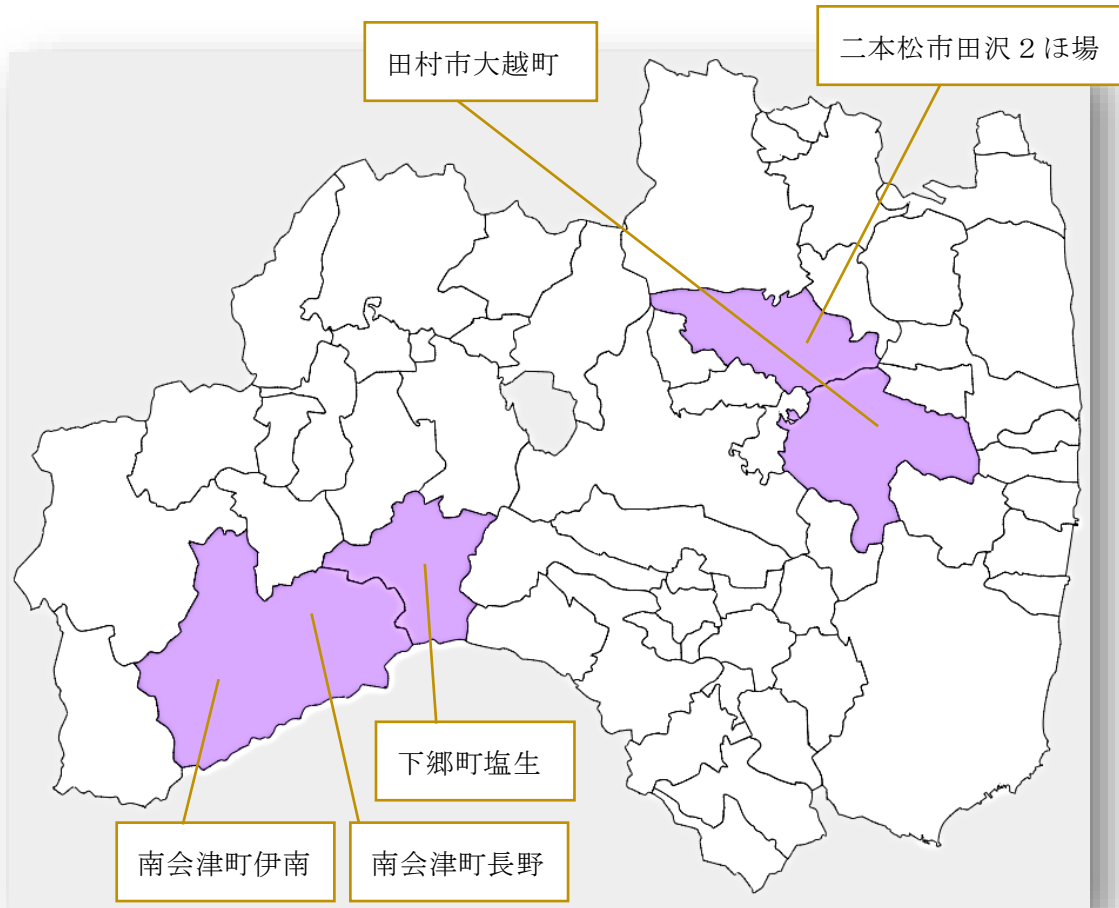 二本松市田沢２ほ場
田村市大越町
下郷町塩生
南会津町伊南
南会津町長野